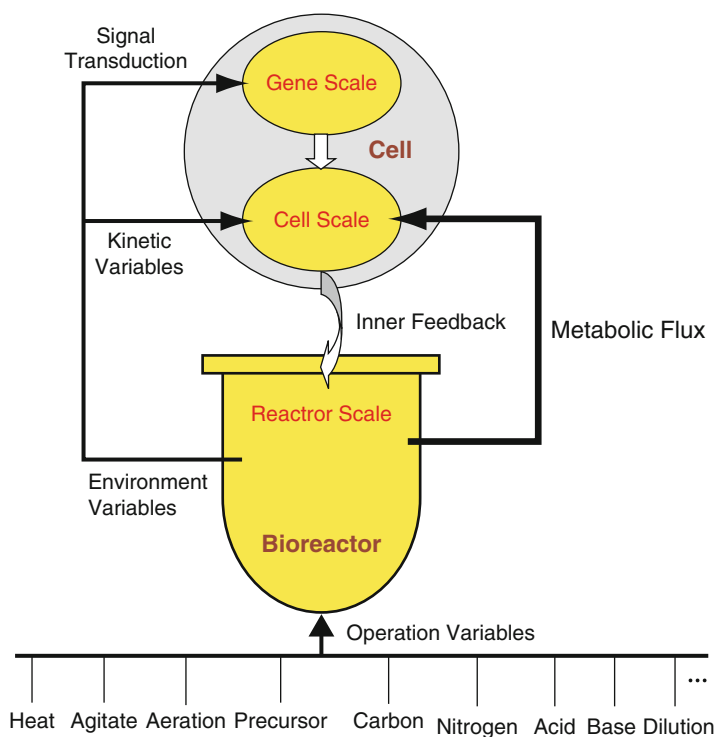 Signal
Transduction
Gene Scale
Cell
Cell Scale
Kinetic
Variables
Inner Feedback
Metabolic Flux
Reactror Scale
Environment
Variables
Bioreactor
Operation Variables
...
Heat Agitate Aeration Precursor Carbon Nitrogen Acid Base Dilution